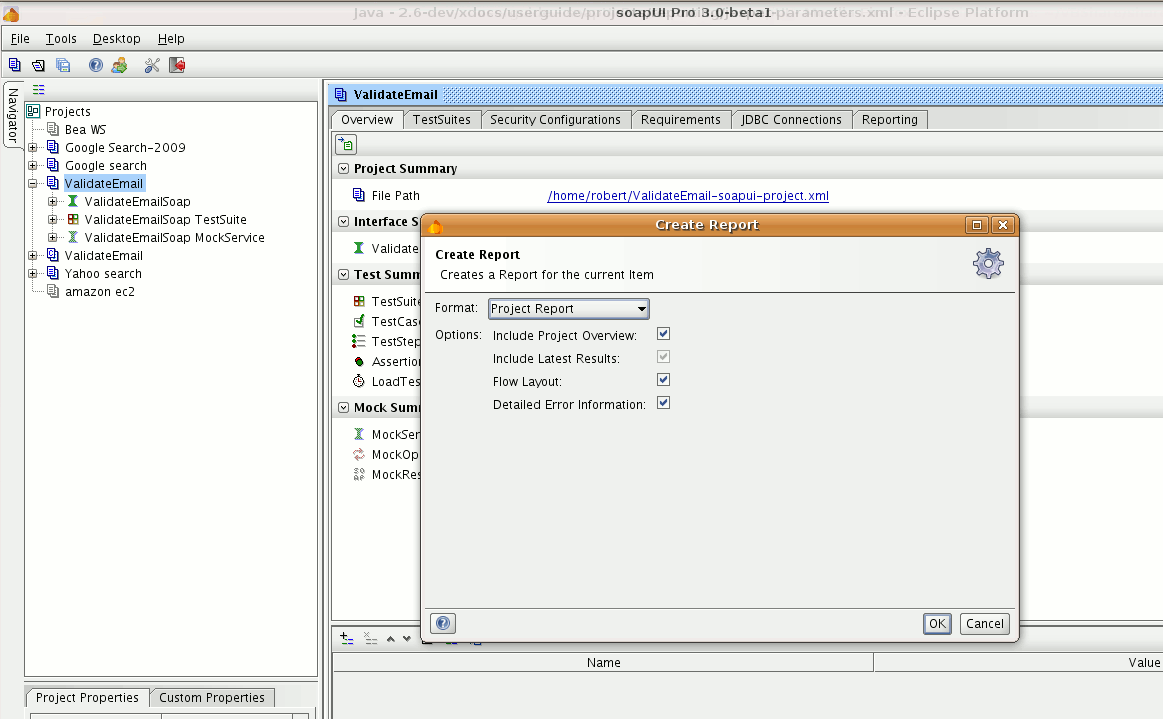 Java - 2.6-dev/xdocs/userguide/proj
soapUI Pro 3.0-beta1
-parameters.xml - Eclipse Platform
File Tools Desktop Help
Navigator
Projects
Bea WS
Google Search-2009
Google search
ValidateEmail
ValidateEmailSoap
ValidateEmailSoap TestSuite
ValidateEmailSoap MockService
ValidateEmail
Yahoo search
amazon ec2
Project Properties Custom Properties
ValidateEmail
Overview TestSuites Security Configurations Requirements JDBC Connections Reporting
Project Summary
File Path /home/robert/ValidateEmail-soapui-project.xml
Interface S
Validate
Test Summ
TestSuite
TestCase
TestStep
Assertion
LoadTes
Mock Summ
MockSer
MockOp
MockRes
Create Report
Create Report
Creates a Report for the current Item
Format: Project Report
Options: Include Project Overview:
Include Latest Results:
Flow Layout:
Detailed Error Information:
OK Cancel
Name Value